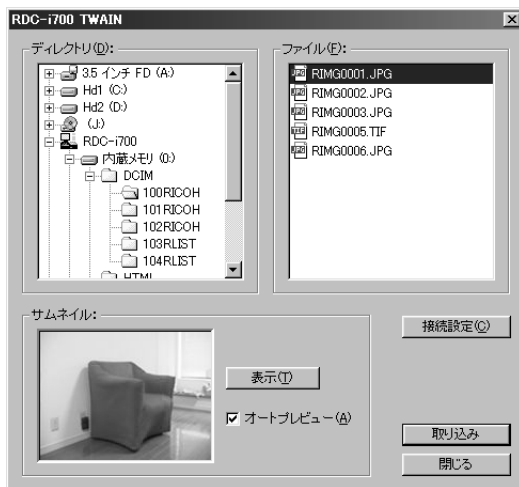 RDC-i700 TWAIN
ディレクトリ(D):
3.5 インチ FD (A:)
Hd1 (C:)
Hd2 (D:)
(J:)
RDC-i700
内蔵メモリ (O:)
DCIM
100RICOH
101RICOH
102RICOH
103RLIST
104RLIST
HTML
ファイル(F):
RIMG0001.JPG
RIMG0002.JPG
RIMG0003.JPG
RIMG0005.TIF
RIMG0006.JPG
サムネイル:
表示(T)
オートプレビュー(A)
接続設定(C)
取り込み
閉じる